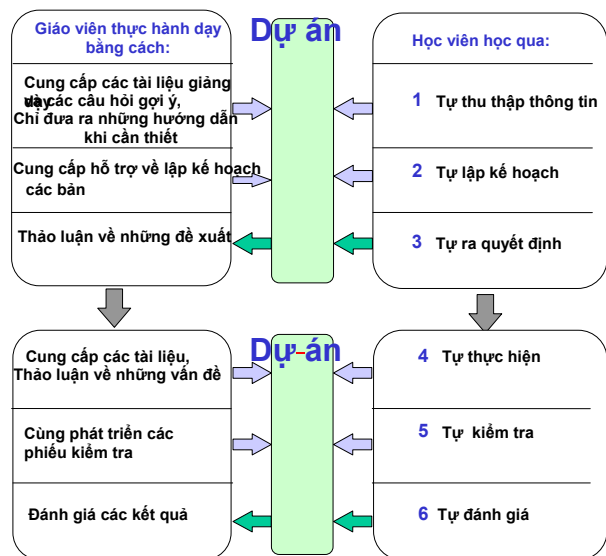 Giáo viên thực hành dạy
bằng cách:
Dự án
Học viên học qua:
Cung cấp các tài liệu giảng
dạy và các câu hỏi gợi ý,
Chỉ đưa ra những hướng dẫn
khi cần thiết
1 Tự thu thập thông tin
Cung cấp hỗ trợ về lập kế hoạch
các bản
2 Tự lập kế hoạch
Thảo luận về những đề xuất
3 Tự ra quyết định
Dự án
Cung cấp các tài liệu,
Thảo luận về những vấn đề
4 Tự thực hiện
Cùng phát triển các
phiếu kiểm tra
5 Tự kiểm tra
Đánh giá các kết quả
6 Tự đánh giá